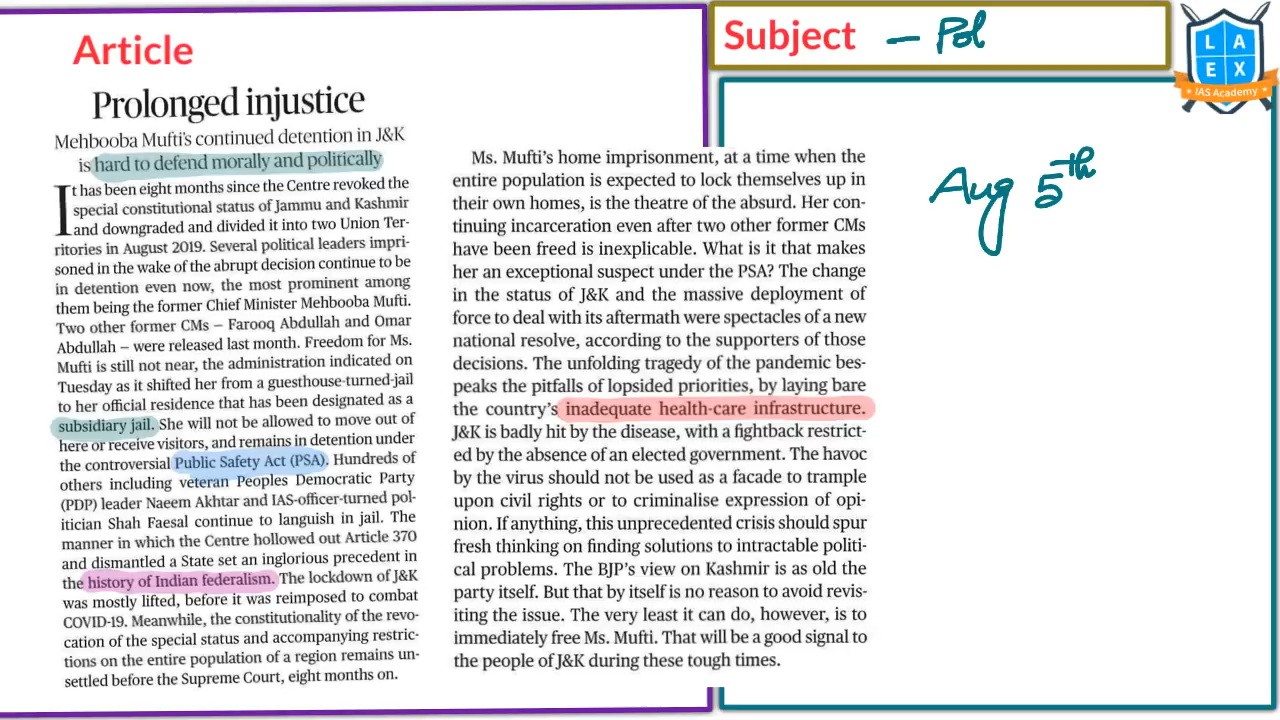 Article
Prolonged injustice
Mehbooba Mufti's continued detention in J&K
is hard to defend morally and politically
It has been eight months since the Centre revoked the
special constitutional status of Jammu and Kashmir
and downgraded and divided it into two Union Ter-
ritories in August 2019. Several political leaders impri-
soned in the wake of the abrupt decision continue to be
in detention even now, the most prominent among
them being the former Chief Minister Mehbooba Mufti.
Two other former CMs – Farooq Abdullah and Omar
Abdullah – were released last month. Freedom for Ms.
Mufti is still not near, the administration indicated on
Tuesday as it shifted her from a guesthouse-turned-jail
to her official residence that has been designated as a
subsidiary jail. She will not be allowed to move out of
here or receive visitors, and remains in detention under
the controversial Public Safety Act (PSA). Hundreds of
others including veteran Peoples Democratic Party
(PDP) leader Naeem Akhtar and IAS-officer-turned pol-
itician Shah Faesal continue to languish in jail. The
manner in which the Centre hollowed out Article 370
and dismantled a State set an inglorious precedent in
the history of Indian federalism. The lockdown of J&K
was mostly lifted, before it was reimposed to combat
COVID-19. Meanwhile, the constitutionality of the revo-
cation of the special status and accompanying restric-
tions on the entire population of a region remains un-
settled before the Supreme Court, eight months on.
Ms. Mufti's home imprisonment, at a time when the
entire population is expected to lock themselves up in
their own homes, is the theatre of the absurd. Her con-
tinuing incarceration even after two other former CMs
have been freed is inexplicable. What is it that makes
her an exceptional suspect under the PSA? The change
in the status of J&K and the massive deployment of
force to deal with its aftermath were spectacles of a new
national resolve, according to the supporters of those
decisions. The unfolding tragedy of the pandemic bes-
peaks the pitfalls of lopsided priorities, by laying bare
the country's inadequate health-care infrastructure.
J&K is badly hit by the disease, with a fightback restrict-
ed by the absence of an elected government. The havoc
by the virus should not be used as a facade to trample
upon civil rights or to criminalise expression of opi-
nion. If anything, this unprecedented crisis should spur
fresh thinking on finding solutions to intractable politi-
cal problems. The BJP's view on Kashmir is as old the
party itself. But that by itself is no reason to avoid revis-
iting the issue. The very least it can do, however, is to
immediately free Ms. Mufti. That will be a good signal to
the people of J&K during these tough times.
Subject — Pol
L A
E X
IAS Academy
Aug 5th